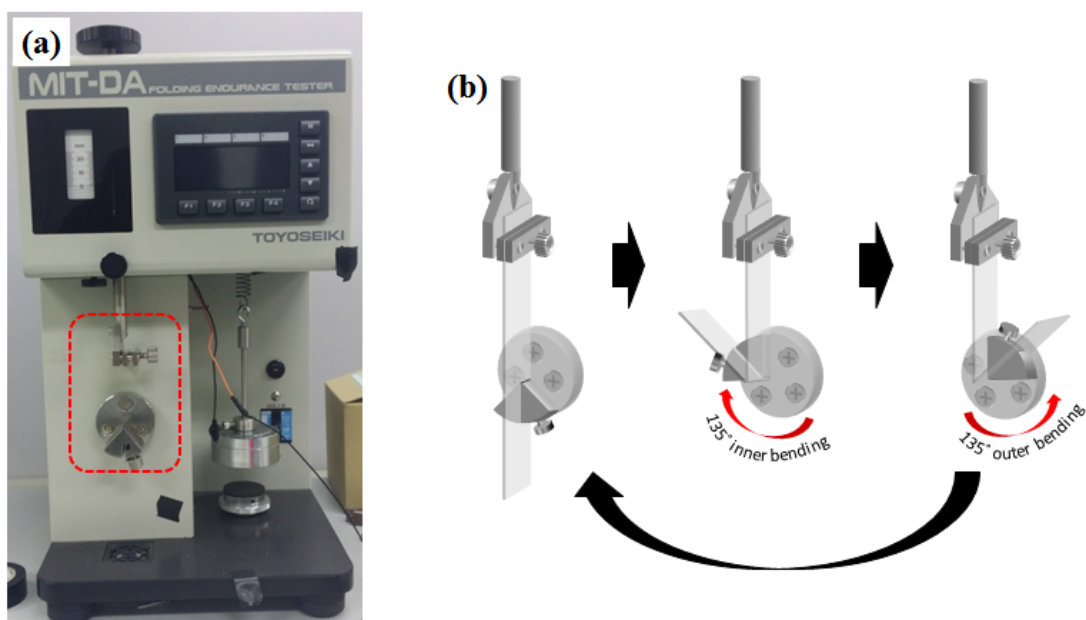 (a)
MIT-DA FOLDING ENDURANCE TESTER
F1 F2 F3 F4
TOYOSEIKI
(b)
135° inner bending
135° outer bending